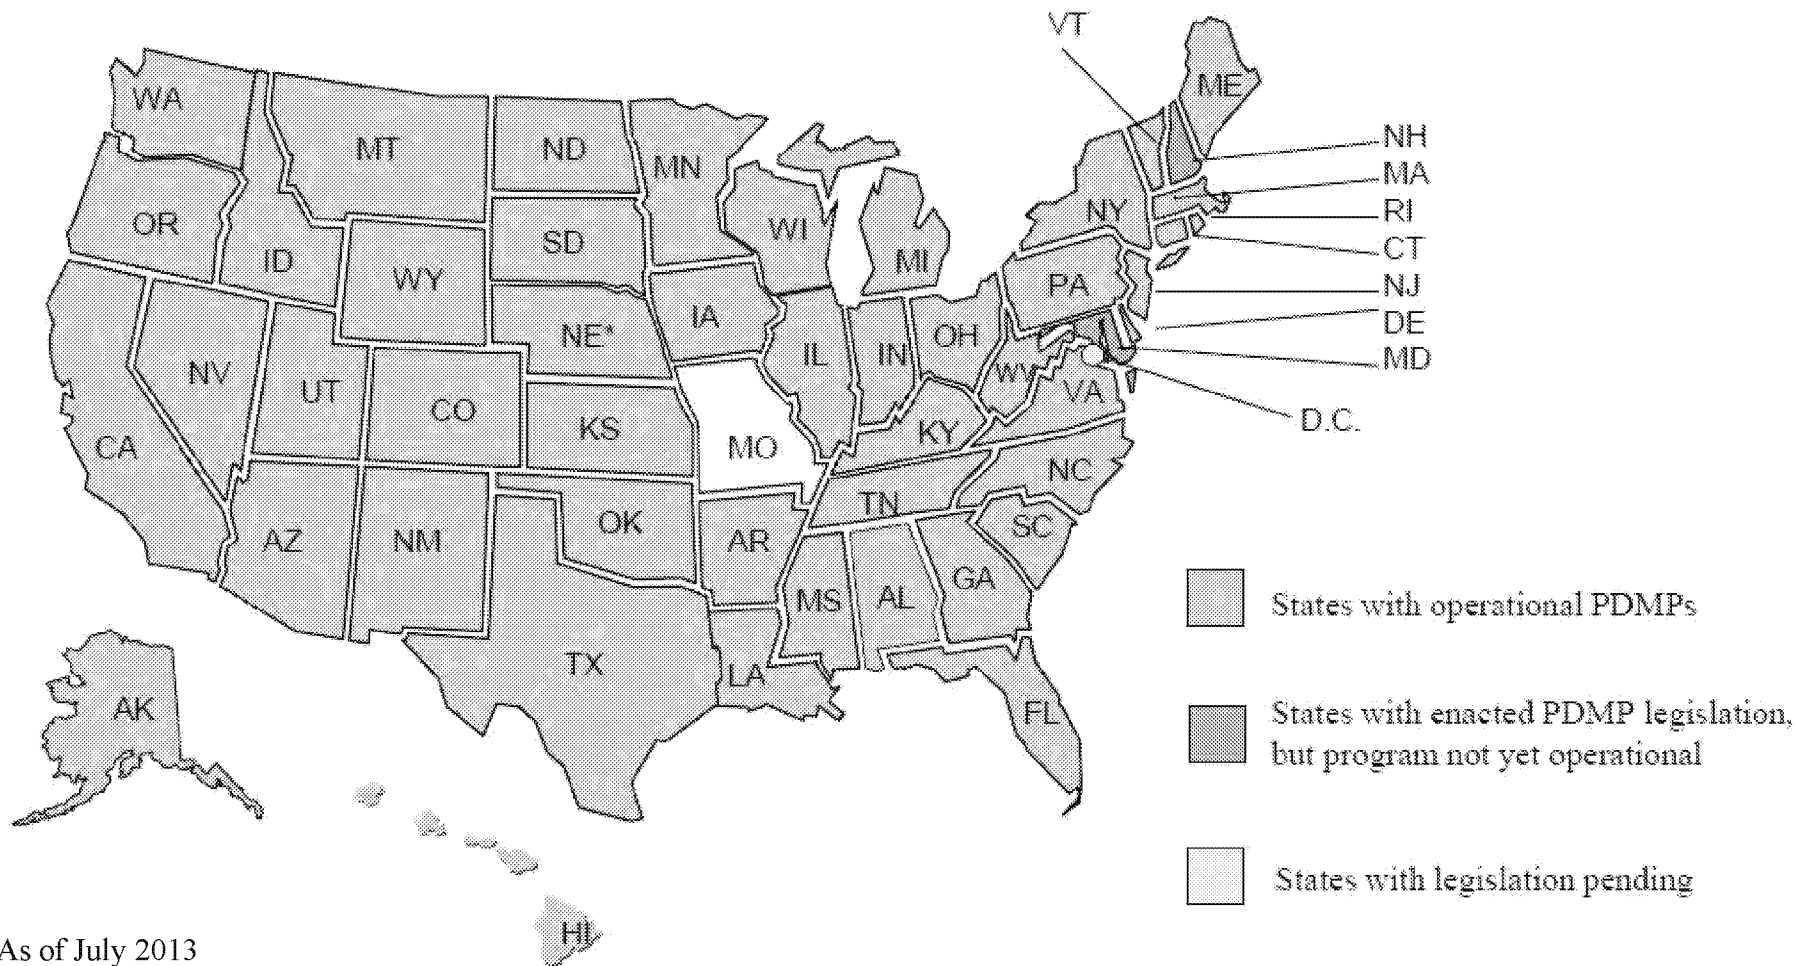 VT
ME
WA
MT
ND
MN
NH
MA
RI
CT
NJ
DE
MD
D.C.
OR
ID
WY
SD
WI
MI
NY
PA
NE*
IA
IL
IN
OH
WV
VA
NV
UT
CO
KS
MO
KY
CA
NC
TN
SC
AZ
NM
OK
AR
MS
AL
GA
TX
LA
FL
AK
HI
States with operational PDMPs
States with enacted PDMP legislation,
but program not yet operational
States with legislation pending
As of July 2013